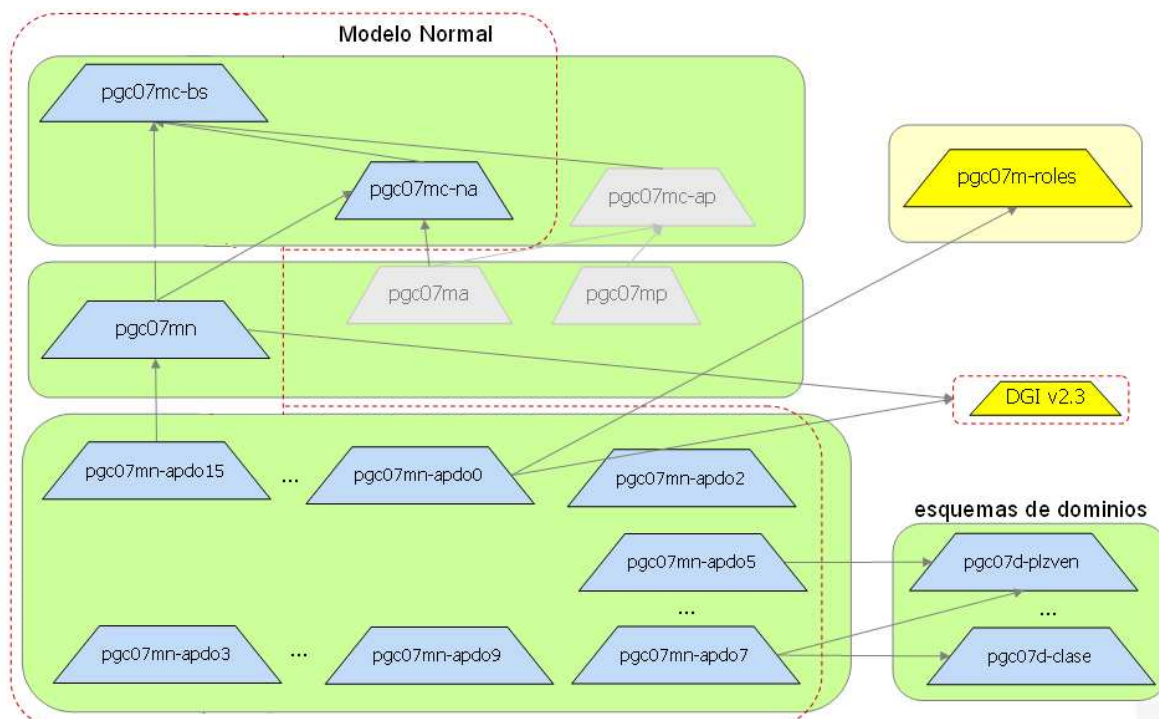 Modelo Normal
pgc07mc-bs
pgc07mc-na
pgc07mc-ap
pgc07m-roles
pgc07ma
pgc07mp
pgc07mn
DGI v2.3
pgc07mn-apdo15
...
pgc07mn-apdo0
pgc07mn-apdo2
esquemas de dominios
pgc07mn-apdo5
pgc07d-plzven
...
...
pgc07mn-apdo3
...
pgc07mn-apdo9
pgc07mn-apdo7
pgc07d-clase